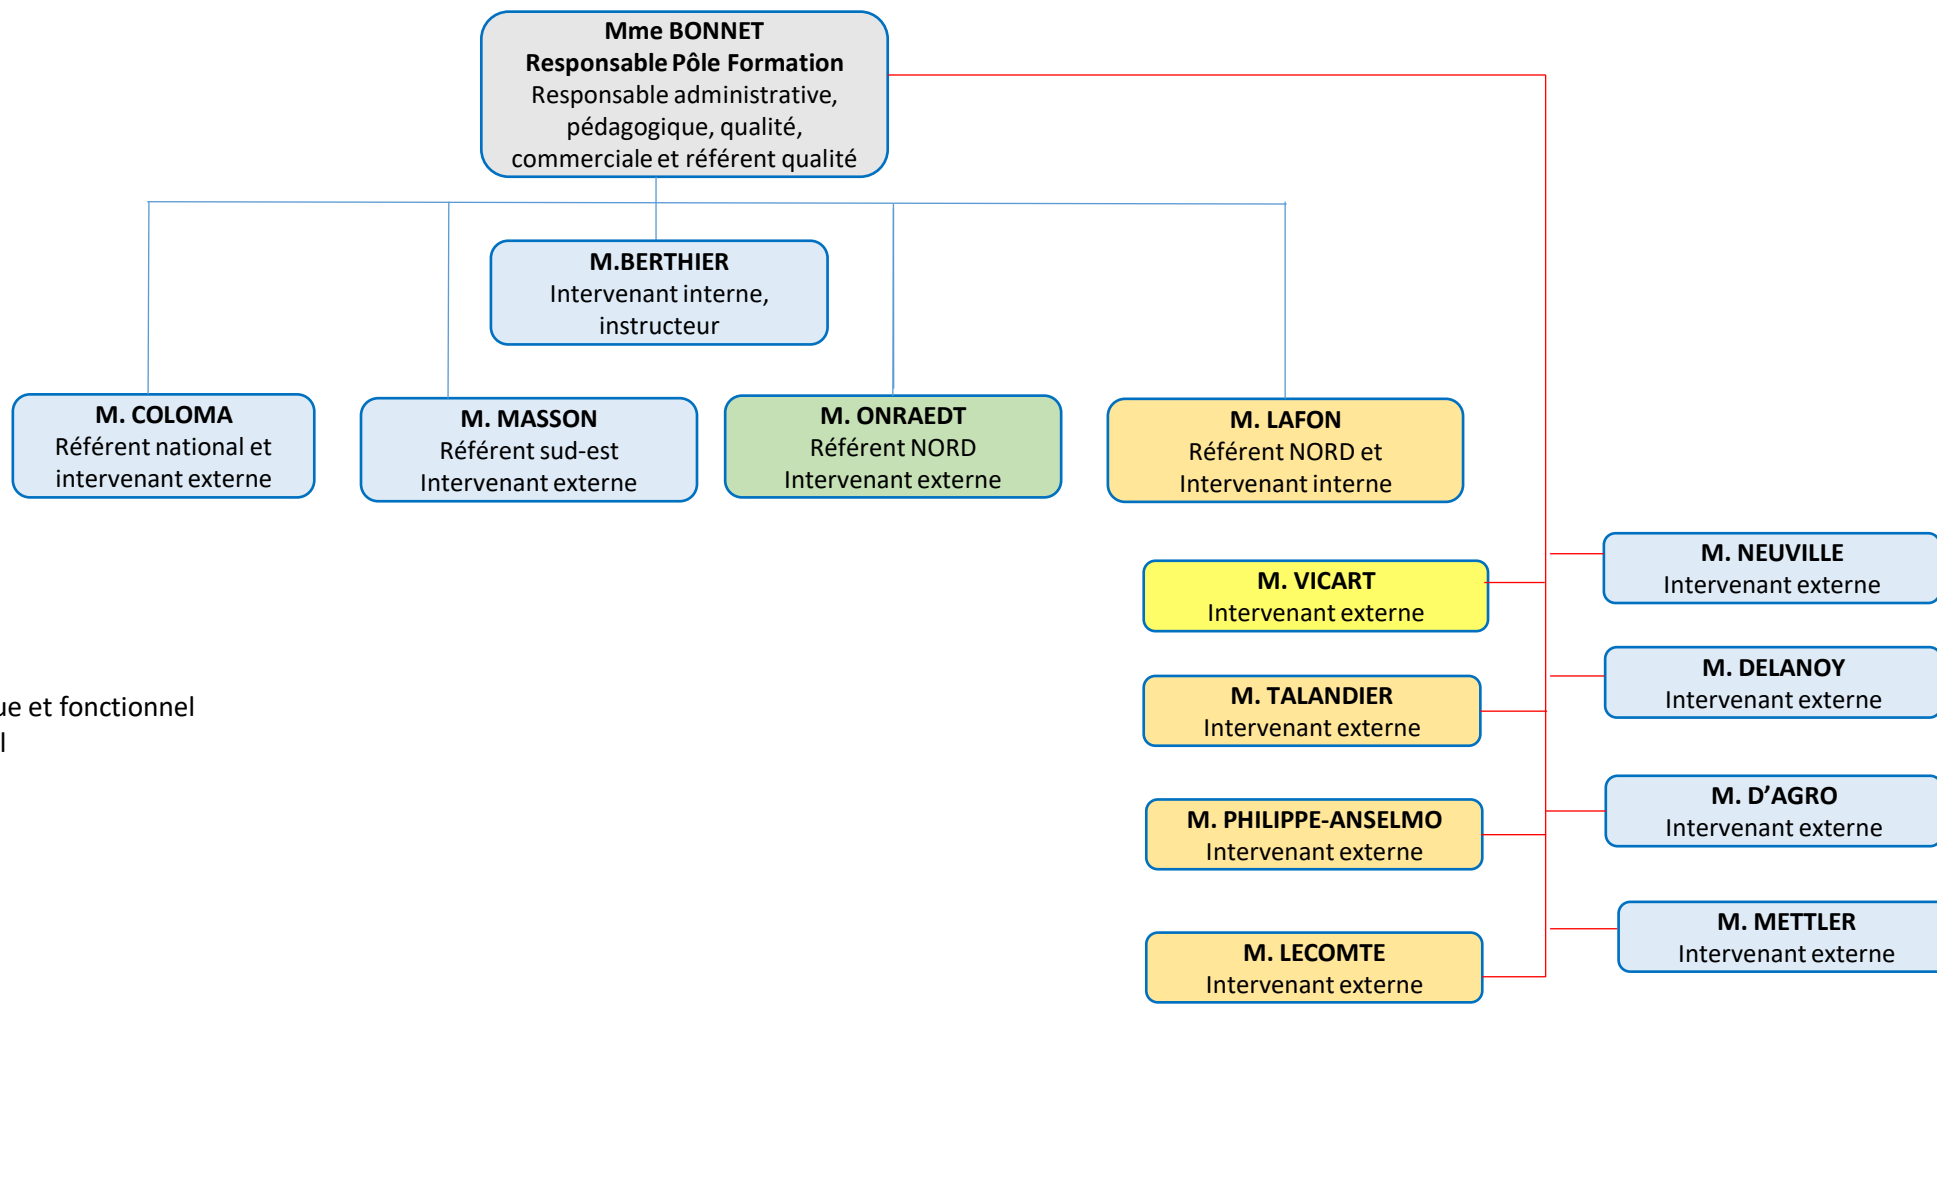 Mme BONNET
Responsable Pôle Formation
Responsable administrative,
pédagogique, qualité,
commerciale et référent qualité
M.BERTHIER
Intervenant interne,
instructeur
M. COLOMA
Référent national et
intervenant externe
M. MASSON
Référent sud-est
Intervenant externe
M. ONRAEDT
Référent NORD
Intervenant externe
M. LAFON
Référent NORD et
Intervenant interne
M. VICART
Intervenant externe
M. NEUVILLE
Intervenant externe
M. TALANDIER
Intervenant externe
M. DELANOY
Intervenant externe
ue et fonctionnel
l
M. PHILIPPE-ANSELMO
Intervenant externe
M. D’AGRO
Intervenant externe
M. LECOMTE
Intervenant externe
M. METTLER
Intervenant externe